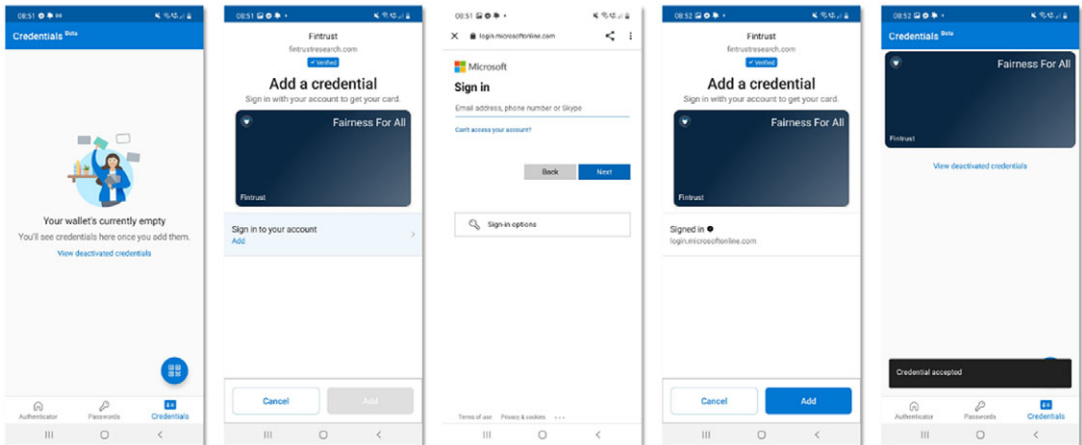 08:51
Credentials Beta
Your wallet's currently empty
You'll see credentials here once you add them.
View deactivated credentials
Authenticator
Passwords
Credentials
08:51
Fintrust
fintrustresearch.com
Verified
Add a credential
Sign in with your account to get your card.
Fairness For All
Fintrust
Sign in to your account
Add
Cancel
Add
08:51
login.microsoftonline.com
Microsoft
Sign in
Email address, phone number or Skype
Can't access your account?
Back
Next
Sign-in options
Terms of use
Privacy & cookies
08:52
Fintrust
fintrustresearch.com
Verified
Add a credential
Sign in with your account to get your card.
Fairness For All
Fintrust
Signed in
login.microsoftonline.com
Cancel
Add
08:52
Credentials Beta
Fairness For All
Fintrust
View deactivated credentials
Credential accepted
Authenticator
Passwords
Credentials